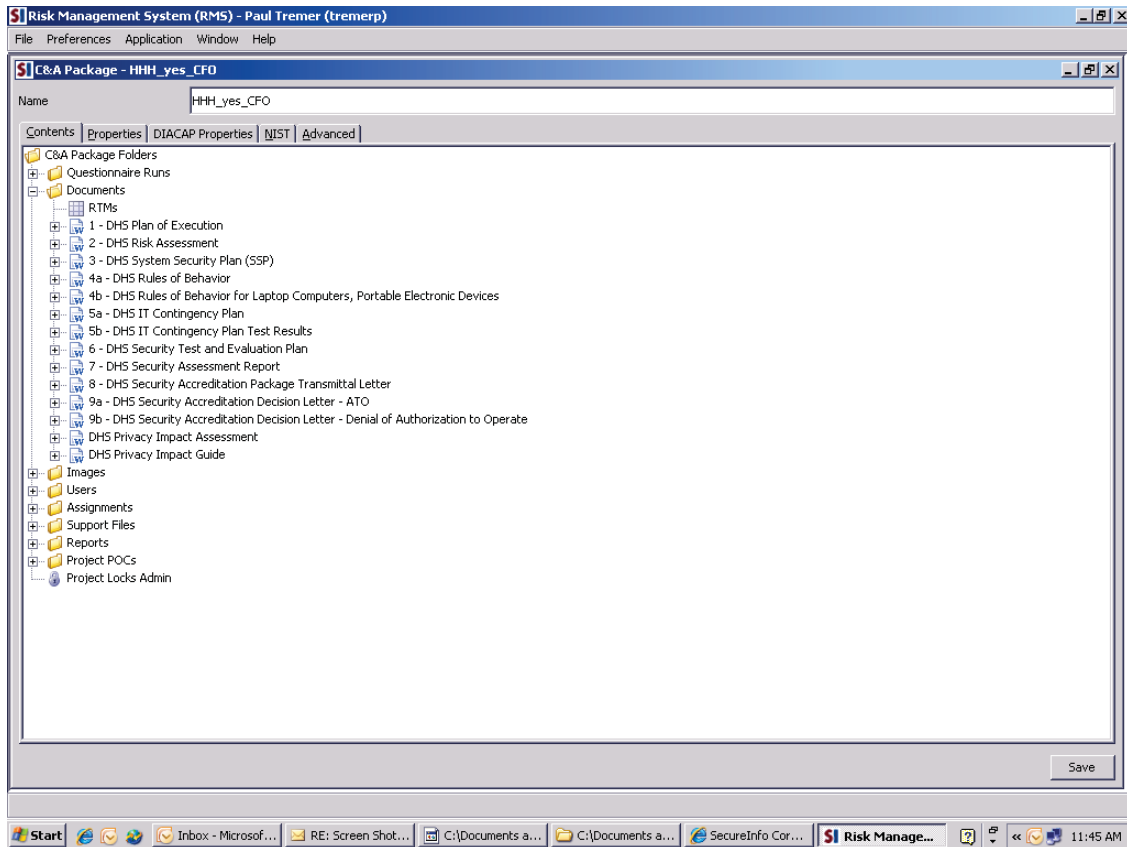 SI Risk Management System (RMS) - Paul Tremer (tremerp)
File Preferences Application Window Help
SI C&A Package - HHH_yes_CFO
Name HHH_yes_CFO
Contents Properties DIACAP Properties NIST Advanced
C&A Package Folders
Questionnaire Runs
Documents
RTMs
1 - DHS Plan of Execution
2 - DHS Risk Assessment
3 - DHS System Security Plan (SSP)
4a - DHS Rules of Behavior
4b - DHS Rules of Behavior for Laptop Computers, Portable Electronic Devices
5a - DHS IT Contingency Plan
5b - DHS IT Contingency Plan Test Results
6 - DHS Security Test and Evaluation Plan
7 - DHS Security Assessment Report
8 - DHS Security Accreditation Package Transmittal Letter
9a - DHS Security Accreditation Decision Letter - ATO
9b - DHS Security Accreditation Decision Letter - Denial of Authorization to Operate
DHS Privacy Impact Assessment
DHS Privacy Impact Guide
Images
Users
Assignments
Support Files
Reports
Project POCs
Project Locks Admin
Save
Start Inbox - Microsof... RE: Screen Shot... C:\Documents a... C:\Documents a... SecureInfo Cor... SI Risk Manage... « 11:45 AM